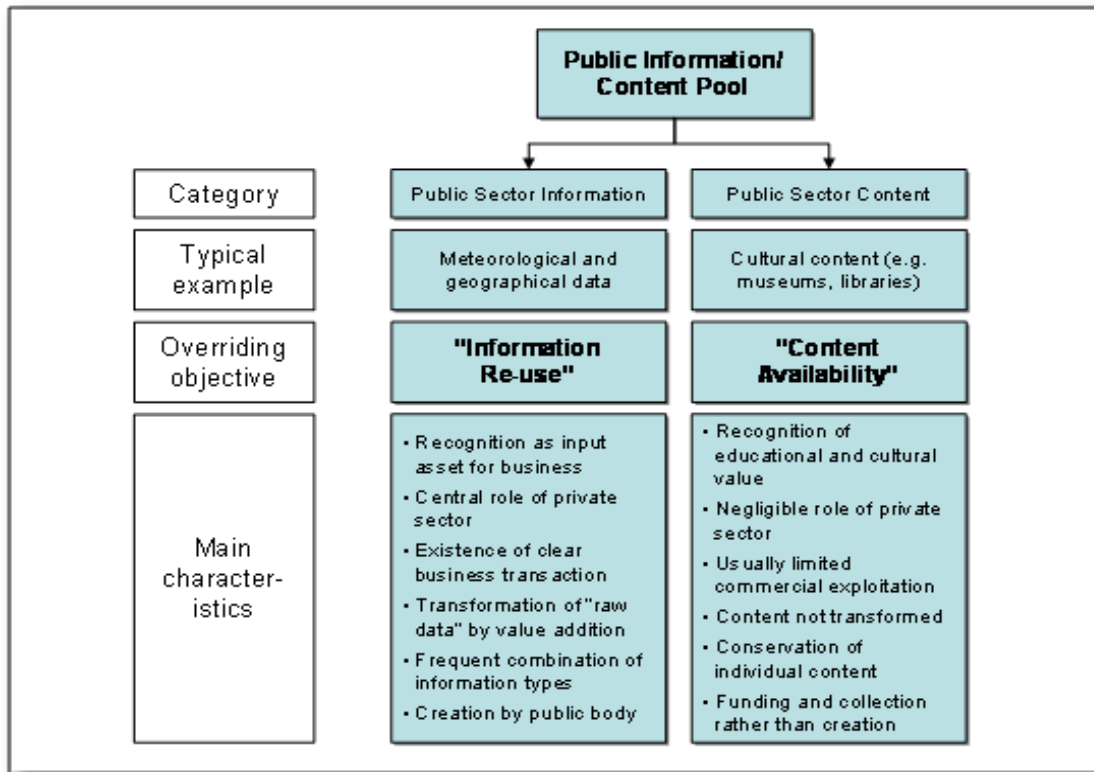 Public Information/
Content Pool
Category
Public Sector Information
Public Sector Content
Typical
example
Meteorological and
geographical data
Cultural content (e.g.
museums, libraries)
Overriding
objective
"Information
Re-use"
"Content
Availability"
Main
character-
istics
• Recognition as input
asset for business
• Central role of private
sector
• Existence of clear
business transaction
• Transformation of "raw
data" by value addition
• Frequent combination of
information types
• Creation by public body
• Recognition of
educational and cultural
value
• Negligible role of private
sector
• Usually limited
commercial exploitation
• Content not transformed
• Conservation of
individual content
• Funding and collection
rather than creation